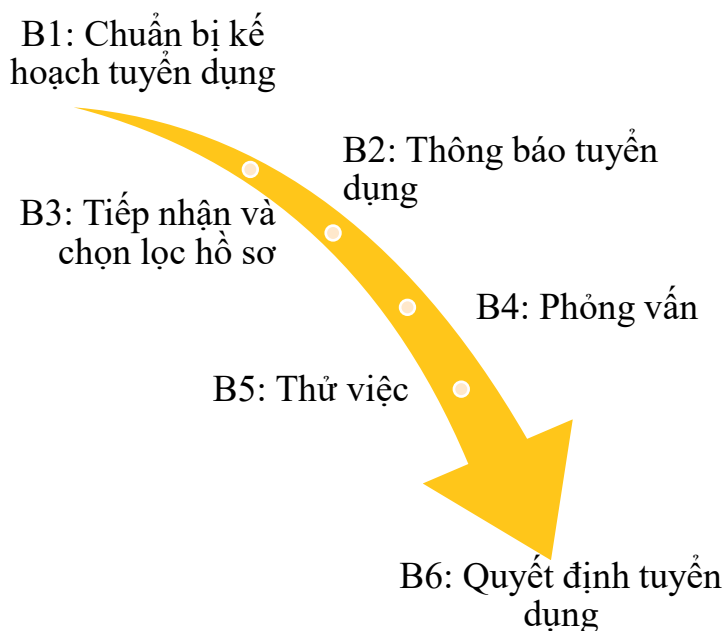 B1: Chuẩn bị kế
hoạch tuyển dụng
B2: Thông báo tuyển
dụng
B3: Tiếp nhận và
chọn lọc hồ sơ
B4: Phỏng vấn
B5: Thử việc
B6: Quyết định tuyển
dụng